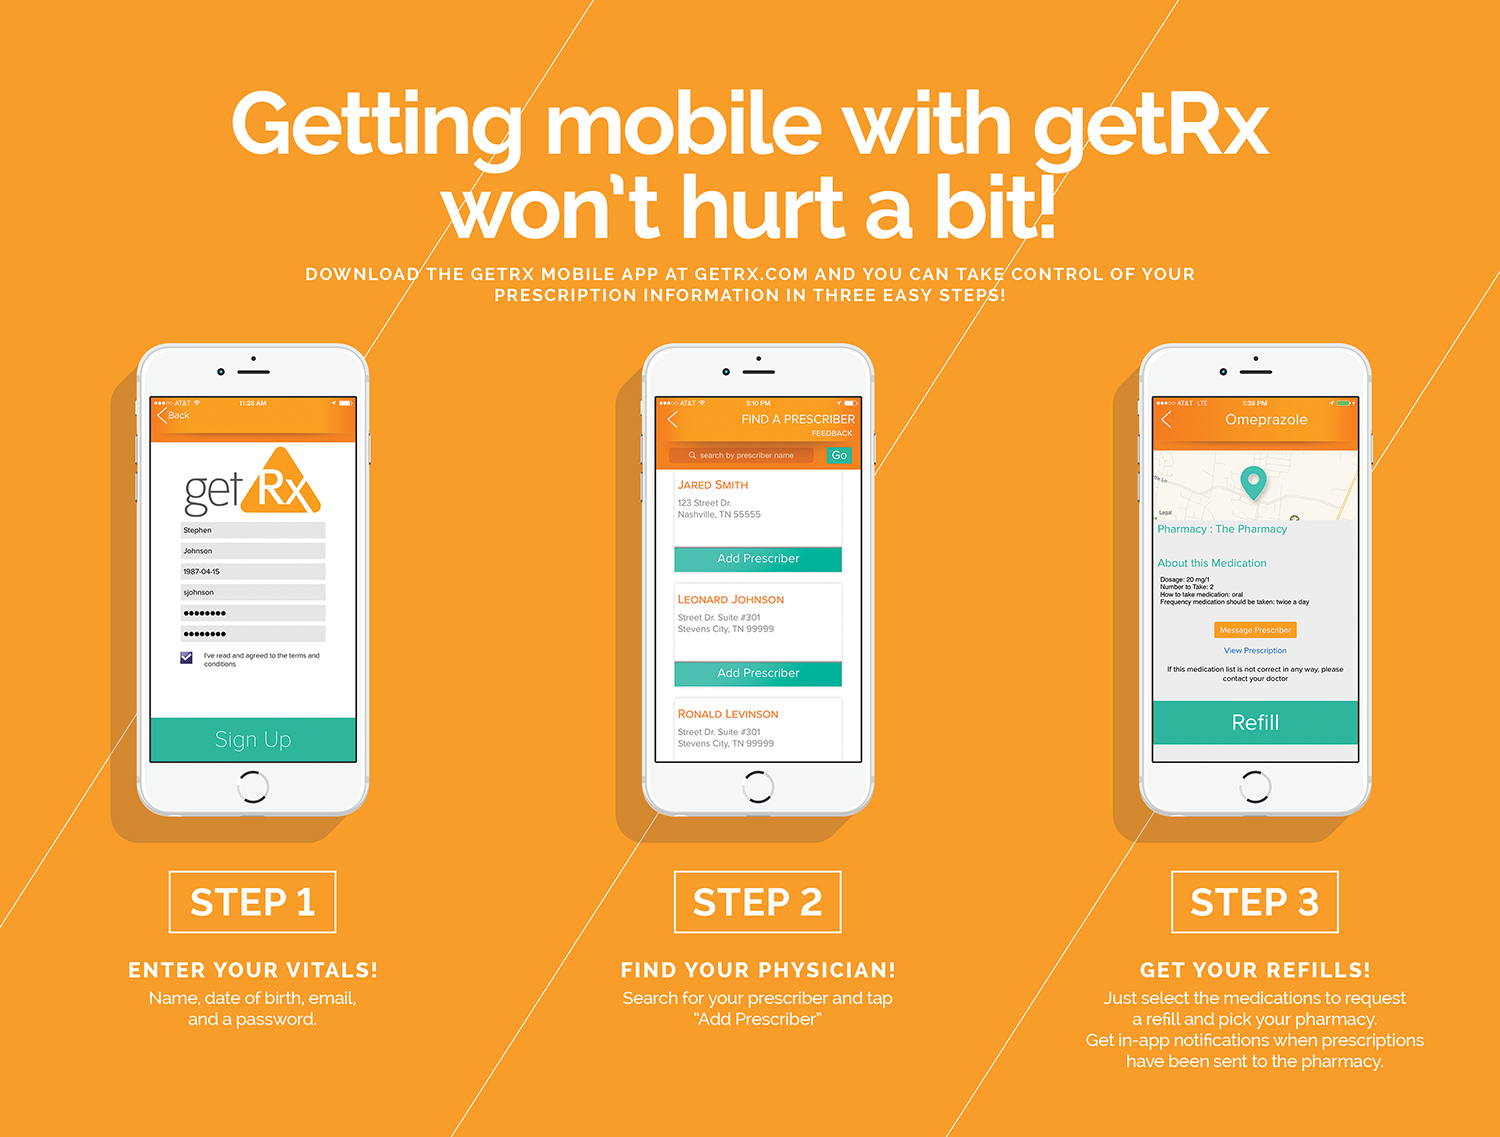 Getting mobile with getRx
won't hurt a bit!
DOWNLOAD THE GETRX MOBILE APP AT GETRX.COM AND YOU CAN TAKE CONTROL OF YOUR
PRESCRIPTION INFORMATION IN THREE EASY STEPS!
AT&T 11:26 AM
Back
getRx
Stephen
Johnson
1987-04-15
sjohnson
●●●●●●●●
●●●●●●●●
I've read and agreed to the terms and
conditions
Sign Up
STEP 1
ENTER YOUR VITALS!
Name, date of birth, email,
and a password.
AT&T 3:10 PM
FIND A PRESCRIBER
FEEDBACK
search by prescriber name Go
JARED SMITH
123 Street Dr.
Nashville, TN 55555
Add Prescriber
LEONARD JOHNSON
Street Dr. Suite #301
Stevens City, TN 99999
Add Prescriber
RONALD LEVINSON
Street Dr. Suite #301
Stevens City, TN 99999
STEP 2
FIND YOUR PHYSICIAN!
Search for your prescriber and tap
"Add Prescriber"
AT&T LTE 1:39 PM
Omeprazole
Legal
Pharmacy : The Pharmacy
About this Medication
Dosage: 20 mg/1
Number to Take: 2
How to take medication: oral
Frequency medication should be taken: twice a day
Message Prescriber
View Prescription
If this medication list is not correct in any way, please
contact your doctor
Refill
STEP 3
GET YOUR REFILLS!
Just select the medications to request
a refill and pick your pharmacy.
Get in-app notifications when prescriptions
have been sent to the pharmacy.